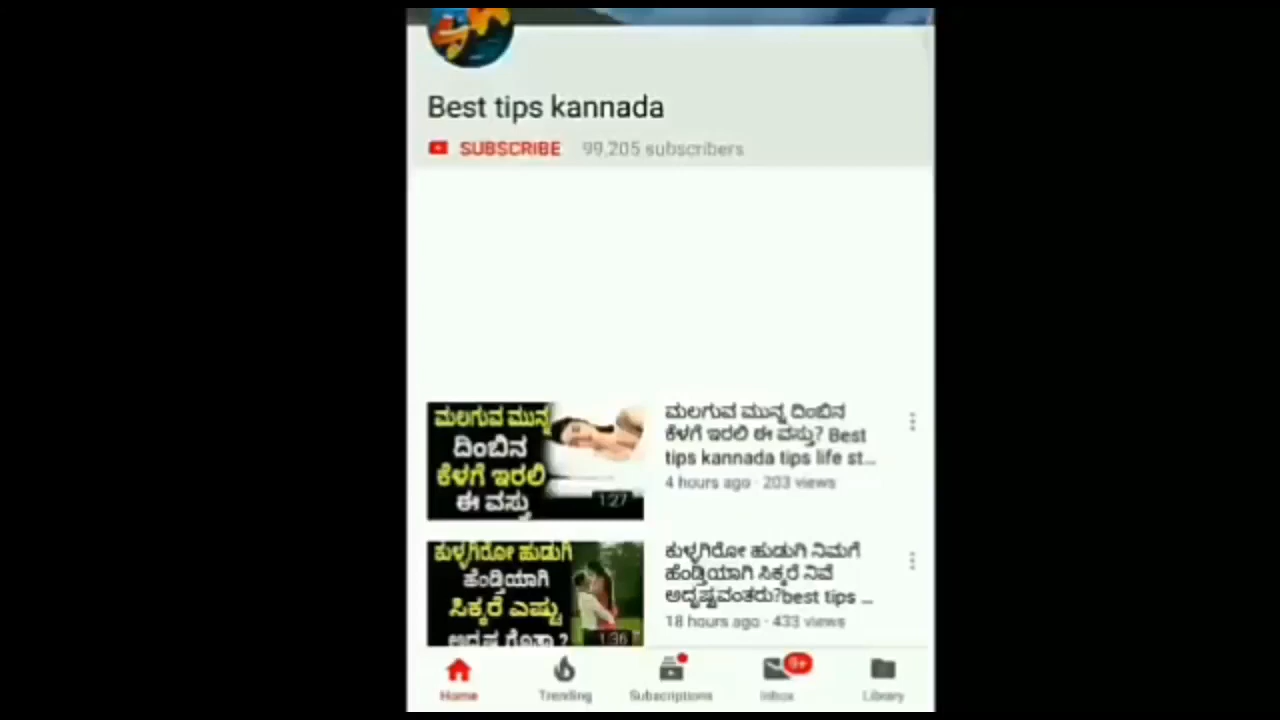 Best tips kannada
SUBSCRIBE 99,205 subscribers
ಮಲಗುವ ಮುನ್ನ
ದಿಂಬಿನ
ಕೆಳಗೆ ಇರಲಿ
ಈ ವಸ್ತು
1:27
ಮಲಗುವ ಮುನ್ನ ದಿಂಬಿನ
ಕೆಳಗೆ ಇರಲಿ ಈ ವಸ್ತು? Best
tips kannada tips life st...
4 hours ago · 203 views
ಕುಳ್ಳಗಿರೋ ಹುಡುಗಿ
ಹೆಂಡ್ತಿಯಾಗಿ
ಸಿಕ್ಕರೆ ಎಷ್ಟು
ಅದೃಷ್ಟ ಗೊತ್ತಾ ?
1:36
ಕುಳ್ಳಗಿರೋ ಹುಡುಗಿ ನಿಮಗೆ
ಹೆಂಡ್ತಿಯಾಗಿ ಸಿಕ್ಕರೆ ನಿವೆ
ಅದೃಷ್ಟವಂತರು?best tips ...
18 hours ago · 433 views
Home Trending Subscriptions Inbox Library
9+